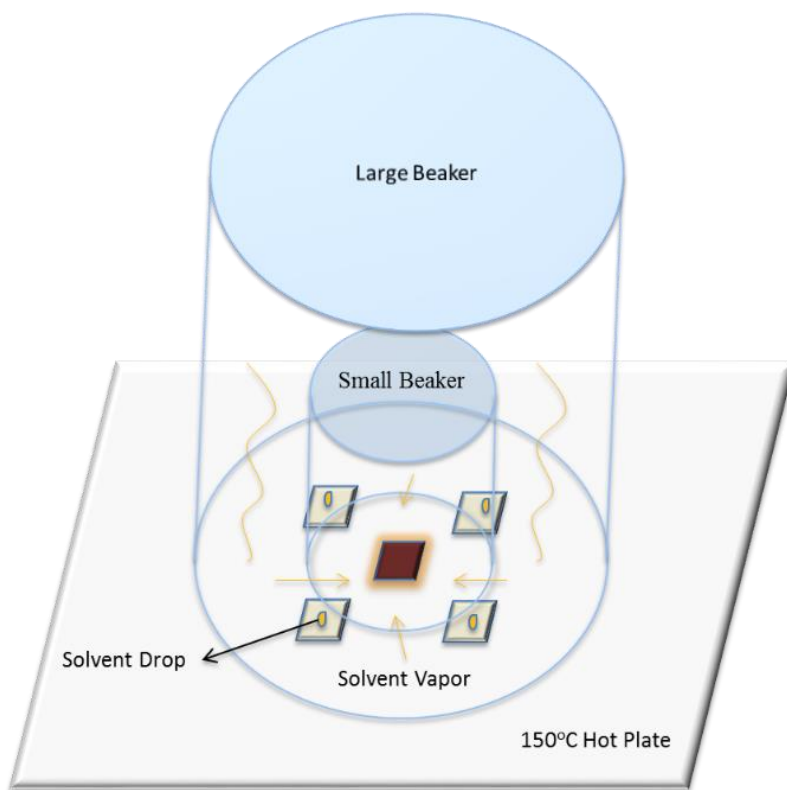 Large Beaker
Small Beaker
Solvent Drop
Solvent Vapor
150°C Hot Plate